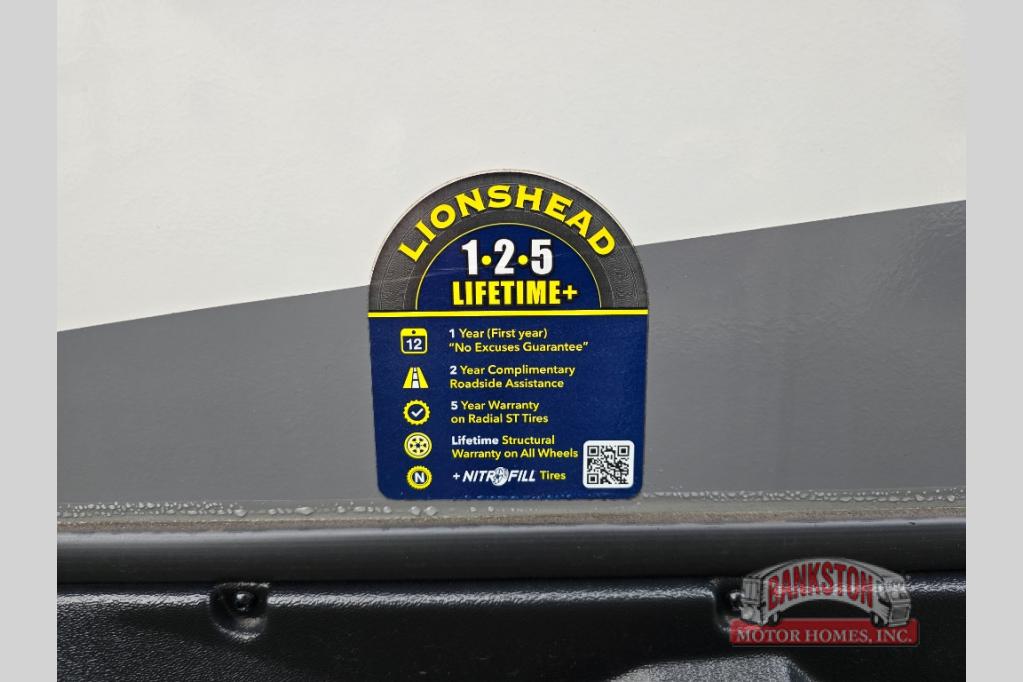 LIONSHEAD
1•2•5
LIFETIME+
12
1 Year (First year)
"No Excuses Guarantee"
2 Year Complimentary
Roadside Assistance
5 Year Warranty
on Radial ST Tires
Lifetime Structural
Warranty on All Wheels
N
+ NITROFILL Tires
BANKSTON
MOTOR HOMES, INC.